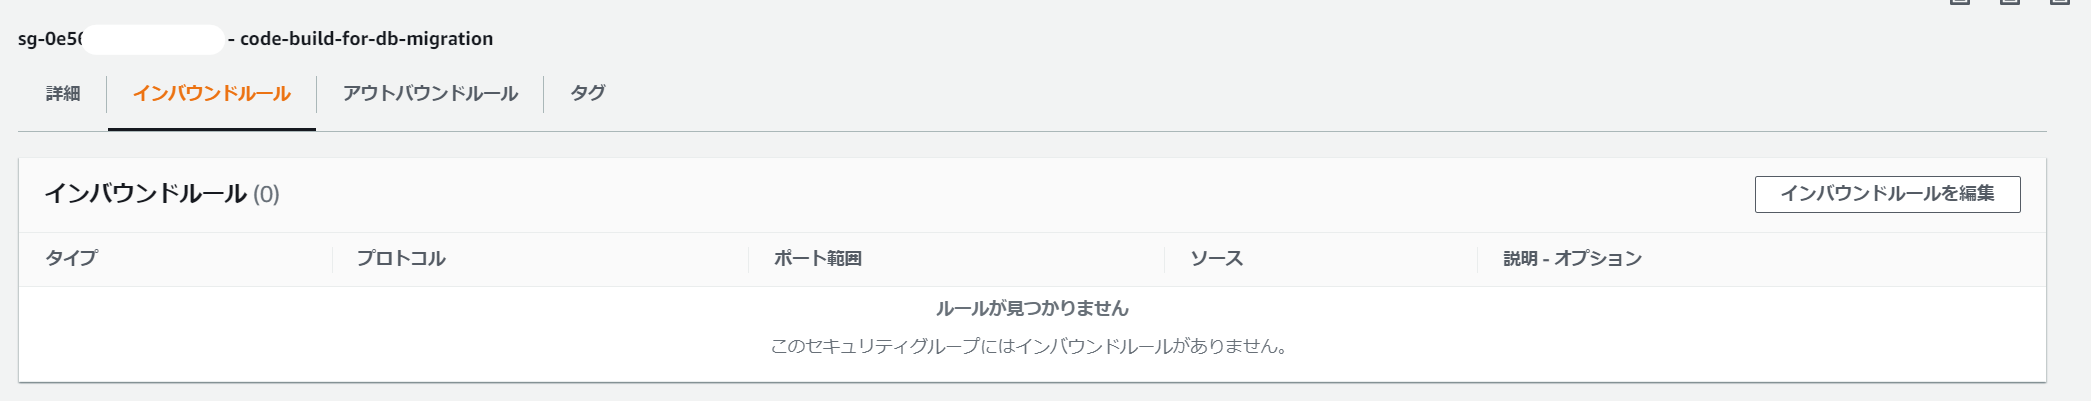 sg-0e50 - code-build-for-db-migration
詳細 インバウンドルール アウトバウンドルール タグ
インバウンドルール (0) インバウンドルールを編集
タイプ プロトコル ポート範囲 ソース 説明 - オプション
ルールが見つかりません
このセキュリティグループにはインバウンドルールがありません。